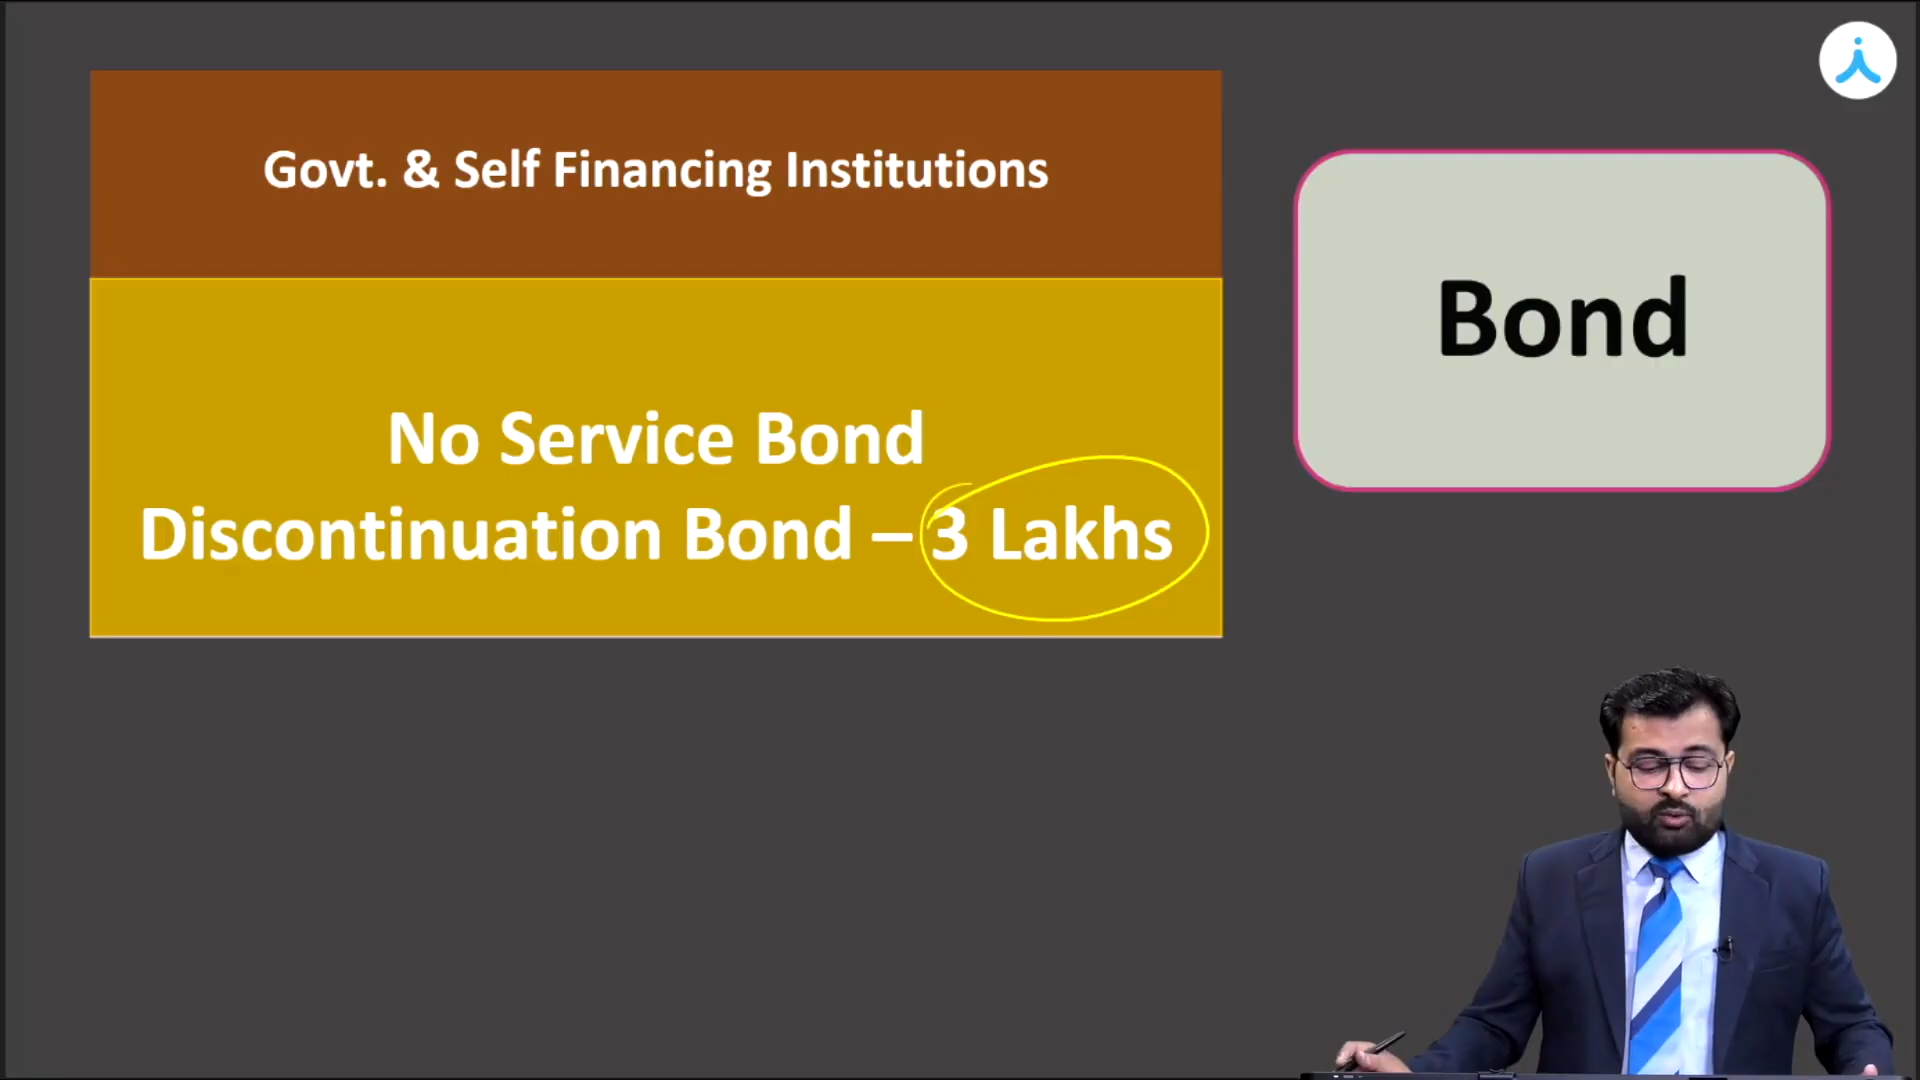 Govt. & Self Financing Institutions
No Service Bond
Discontinuation Bond – 3 Lakhs
Bond